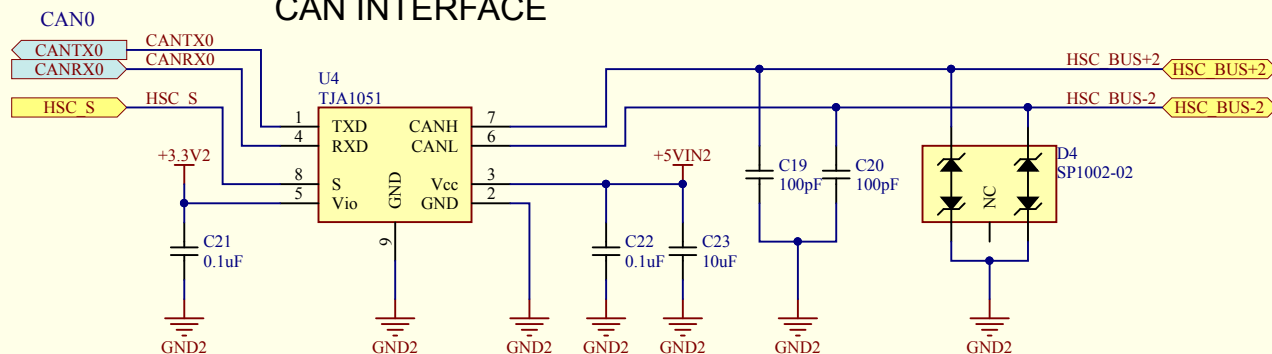 CAN INTERFACE
CAN0
CANTX0
CANTX0
CANRX0
CANRX0
HSC_S
HSC_S
U4
TJA1051
1
TXD
CANH
7
4
RXD
CANL
6
8
S
Vcc
3
5
Vio
GND
2
GND
9
+3.3V2
+5VIN2
C21
0.1uF
C22
0.1uF
C23
10uF
C19
100pF
C20
100pF
HSC_BUS+2
HSC_BUS+2
HSC_BUS-2
HSC_BUS-2
D4
SP1002-02
NC
GND2
GND2
GND2
GND2
GND2
GND2
GND2